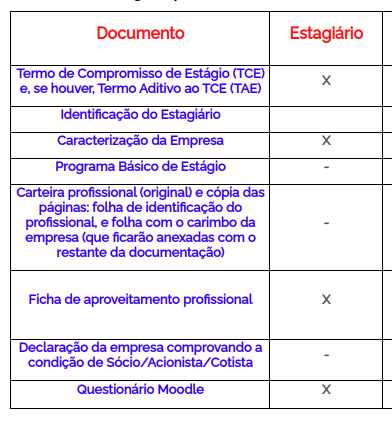 Documento Estagiário
Termo de Compromisso de Estágio (TCE)
e, se houver, Termo Aditivo ao TCE (TAE) X
Identificação do Estagiário
Caracterização da Empresa X
Programa Básico de Estágio -
Carteira profissional (original) e cópia das
páginas: folha de identificação do
profissional, e folha com o carimbo da
empresa (que ficarão anexadas com o
restante da documentação) -
Ficha de aproveitamento profissional X
Declaração da empresa comprovando a
condição de Sócio/Acionista/Cotista -
Questionário Moodle X